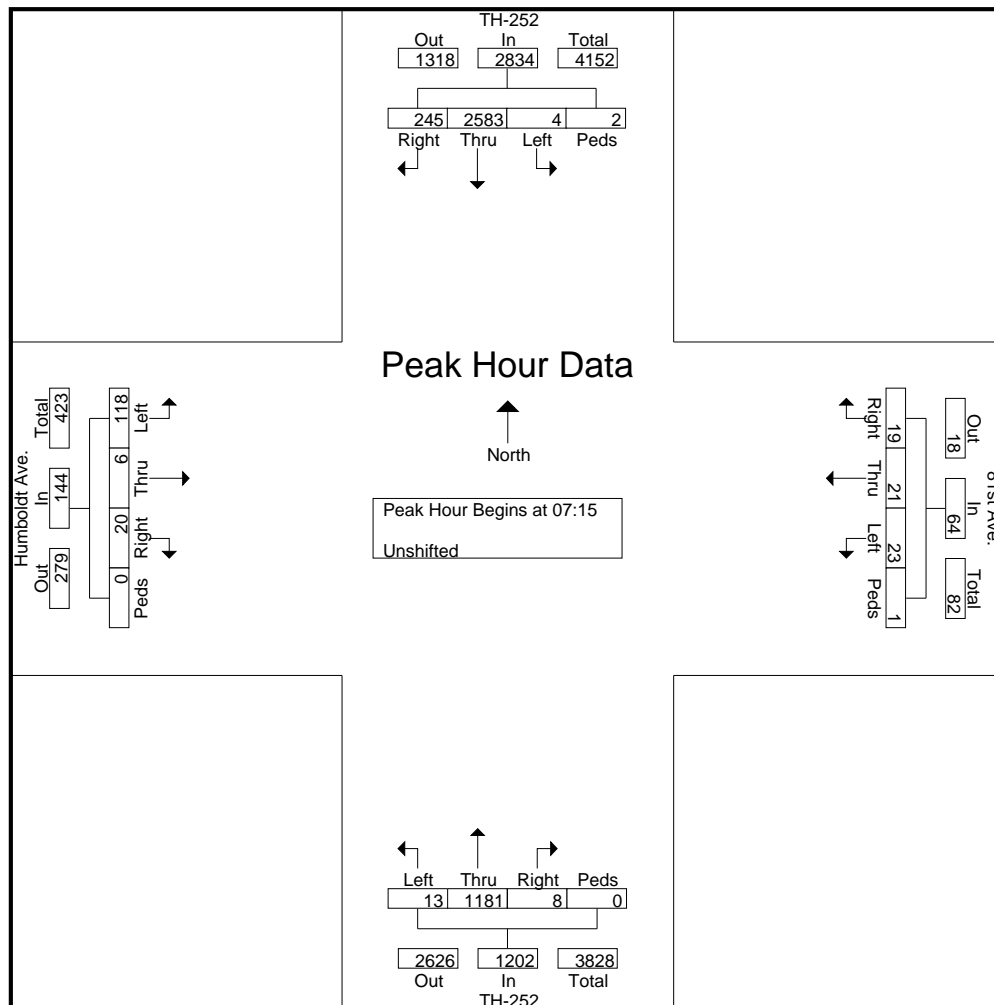 TH-252
Out In Total
1318 2834 4152
245 2583 4 2
Right Thru Left Peds
Peak Hour Data
North
Peak Hour Begins at 07:15
Unshifted
Humboldt Ave.
Out In Total
279 144 423
0 20 6 118
Peds Right Thru Left
81st Ave.
Out In Total
18 64 82
19 21 23 1
Right Thru Left Peds
Left Thru Right Peds
13 1181 8 0
2626 1202 3828
Out In Total
TH-252